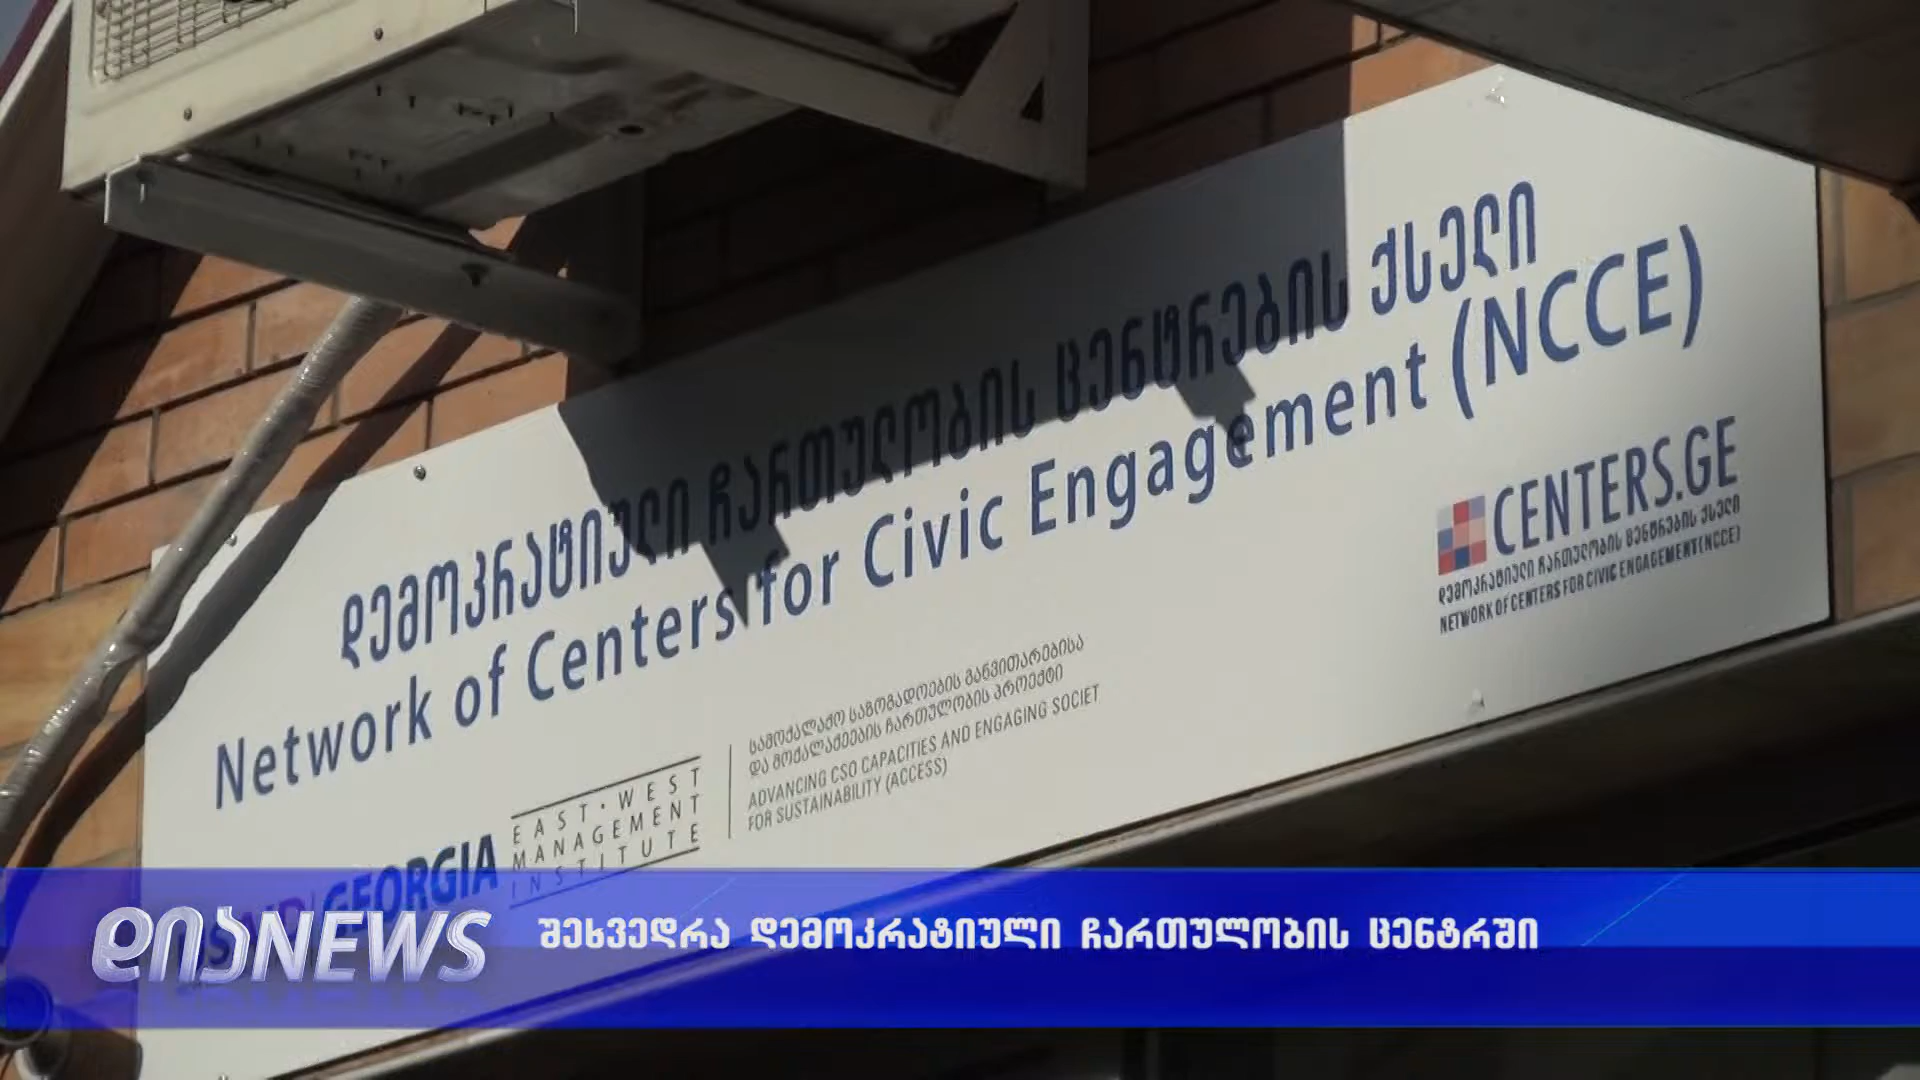 დემოკრატიული ჩართულობის ცენტრების ქსელი
Network of Centers for Civic Engagement (NCCE)
CENTERS.GE
დემოკრატიული ჩართულობის ცენტრების ქსელი
NETWORK OF CENTERS FOR CIVIC ENGAGEMENT(NCCE)
GEORGIA
EAST·WEST
MANAGEMENT
INSTITUTE
სამოქალაქო საზოგადოების განვითარებისა
და მოქალაქეების ჩართულობის პროექტი
ADVANCING CSO CAPACITIES AND ENGAGING SOCIET
FOR SUSTAINABILITY (ACCESS)
დიაNEWS
შეხვედრა დემოკრატიული ჩართულობის ცენტრში